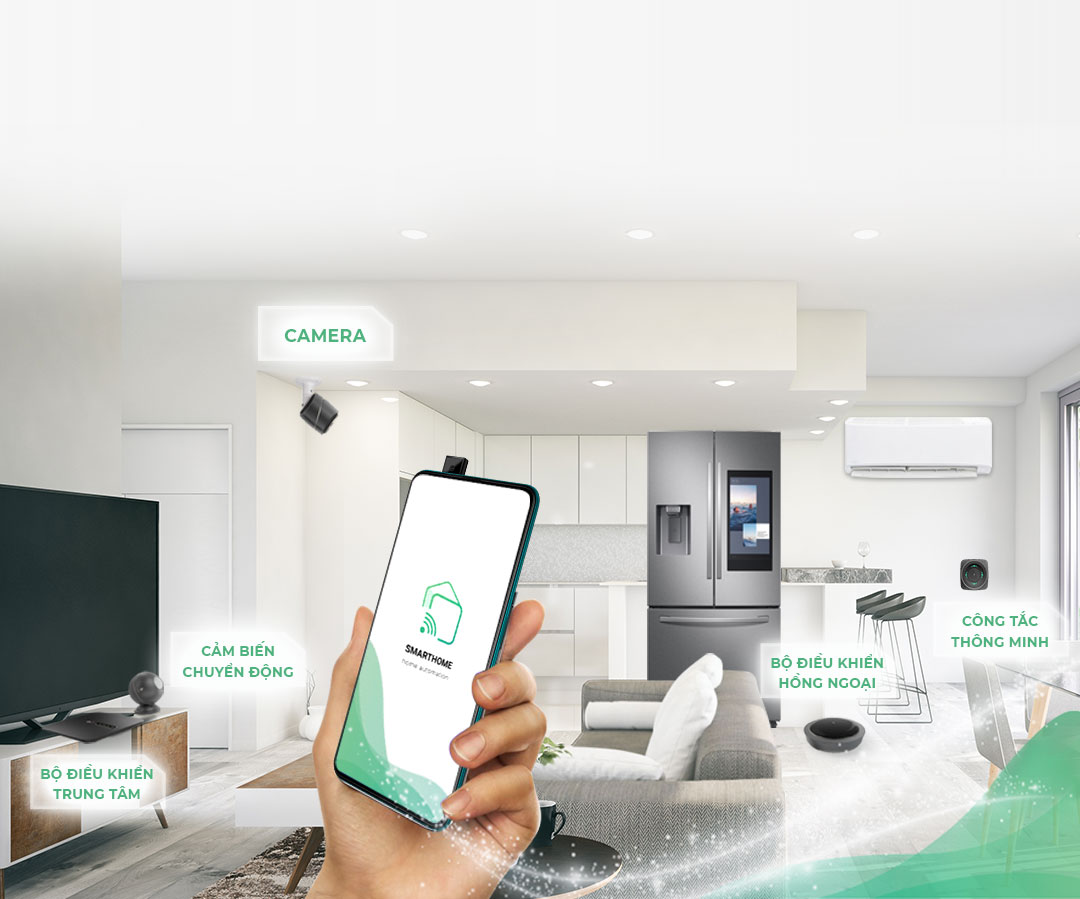 CAMERA
CÔNG TẮC
THÔNG MINH
CẢM BIẾN
CHUYỂN ĐỘNG
BỘ ĐIỀU KHIỂN
HỒNG NGOẠI
SMARTHOME
home automation
BỘ ĐIỀU KHIỂN
TRUNG TÂM